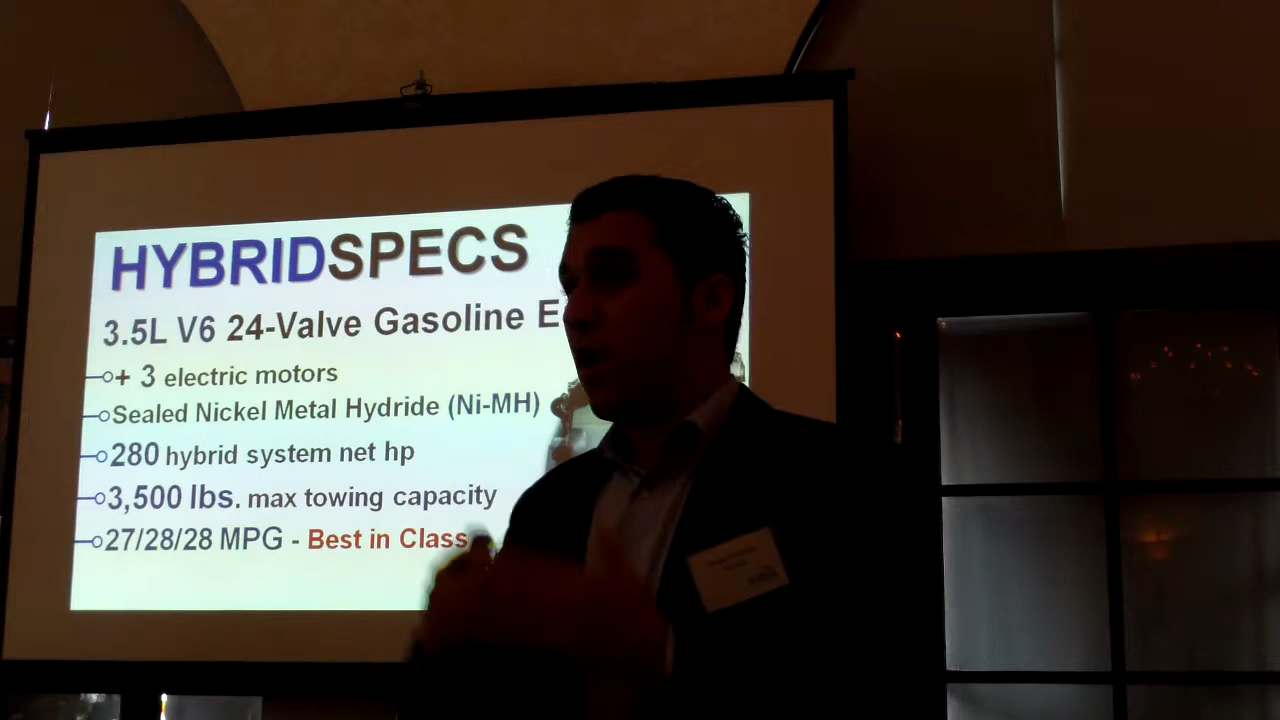 HYBRIDSPECS
3.5L V6 24-Valve Gasoline E
+ 3 electric motors
Sealed Nickel Metal Hydride (Ni-MH)
280 hybrid system net hp
3,500 lbs. max towing capacity
27/28/28 MPG - Best in Class